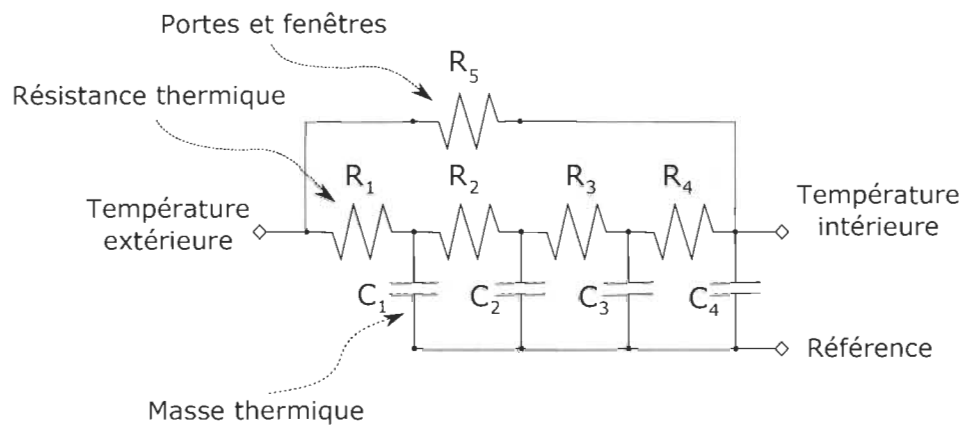 Portes et fenêtres
R5
Résistance thermique
R1 R2 R3 R4
Température
extérieure
Température
intérieure
C1 C2 C3 C4
Référence
Masse thermique